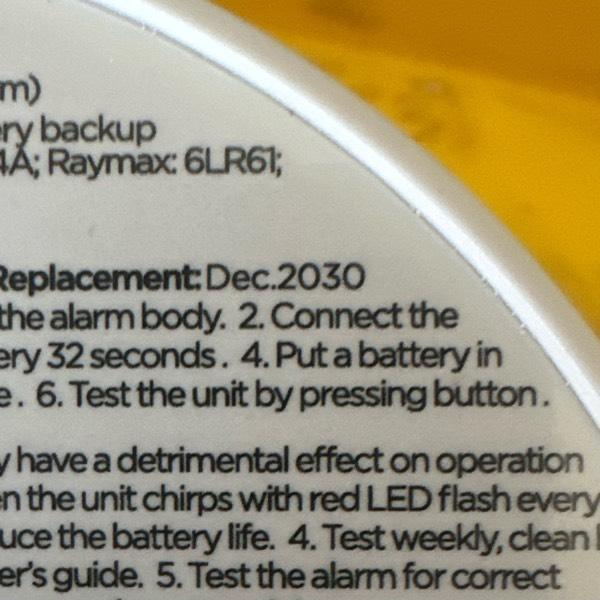 m)
ery backup
4A; Raymax: 6LR61;
Replacement: Dec.2030
the alarm body. 2. Connect the
ery 32 seconds. 4. Put a battery in
e. 6. Test the unit by pressing button.
y have a detrimental effect on operation
en the unit chirps with red LED flash every
uce the battery life. 4. Test weekly, clean
er's guide. 5. Test the alarm for correct